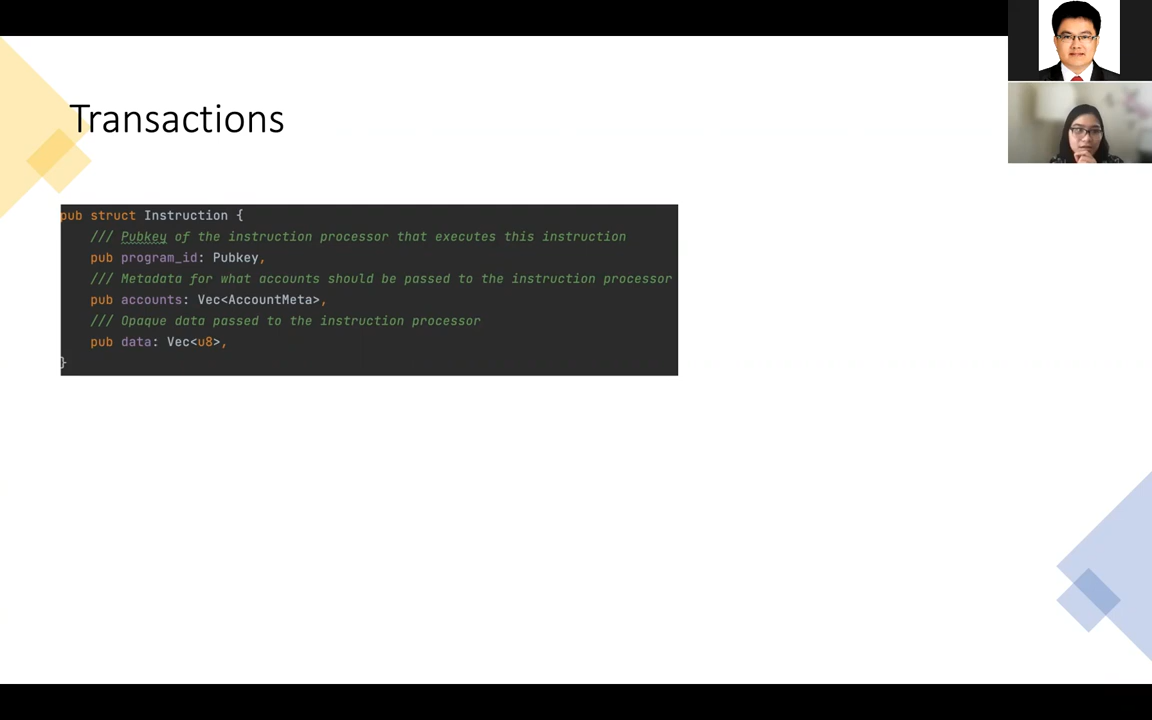 Transactions
pub struct Instruction {
/// Pubkey of the instruction processor that executes this instruction
pub program_id: Pubkey,
/// Metadata for what accounts should be passed to the instruction processor
pub accounts: Vec<AccountMeta>,
/// Opaque data passed to the instruction processor
pub data: Vec<u8>,
}